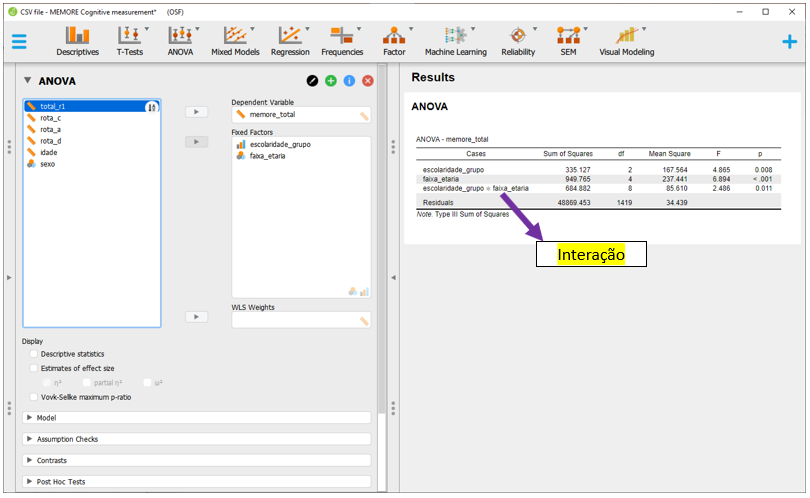 CSV file - MEMORE Cognitive measurement* (OSF)
Descriptives
T-Tests
ANOVA
Mixed Models
Regression
Frequencies
Factor
Machine Learning
Reliability
SEM
Visual Modeling
ANOVA
total_r1
rota_c
rota_a
rota_d
idade
sexo
Dependent Variable
memore_total
Fixed Factors
escolaridade_grupo
faixa_etaria
WLS Weights
Display
Descriptive statistics
Estimates of effect size
η² partial η² ω²
Vovk-Sellke maximum p-ratio
Model
Assumption Checks
Contrasts
Post Hoc Tests
Results
ANOVA
ANOVA - memore_total
Cases Sum of Squares df Mean Square F p
escolaridade_grupo 335.127 2 167.564 4.865 0.008
faixa_etaria 949.765 4 237.441 6.894 < .001
escolaridade_grupo ∗ faixa_etaria 684.882 8 85.610 2.486 0.011
Residuals 48869.453 1419 34.439
Note. Type III Sum of Squares
Interação